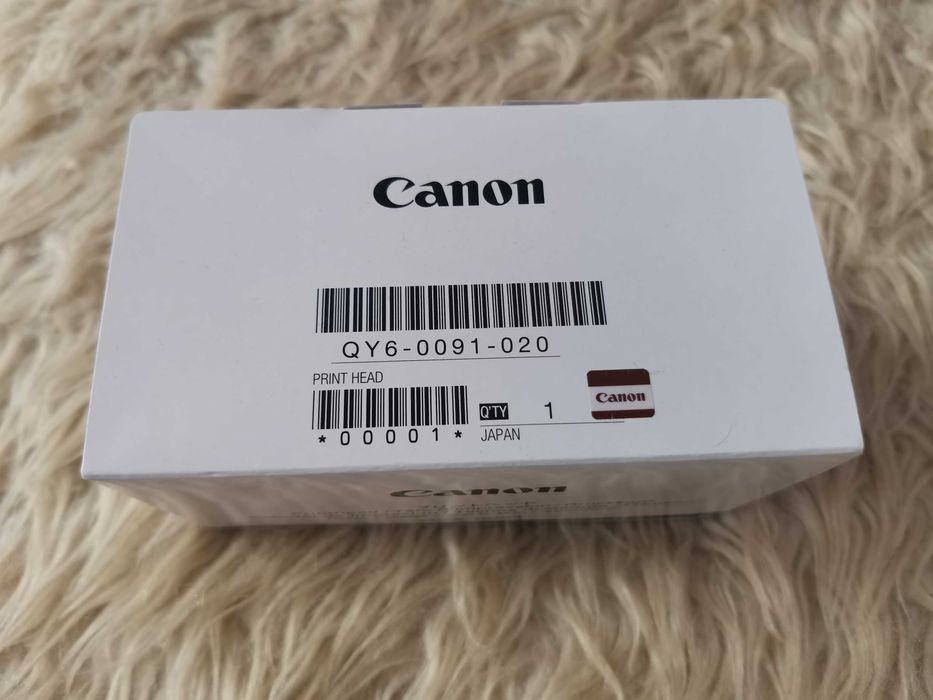 Canon
QY6-0091-020
PRINT HEAD
Q'TY 1
Canon
*00001*
JAPAN
Canon